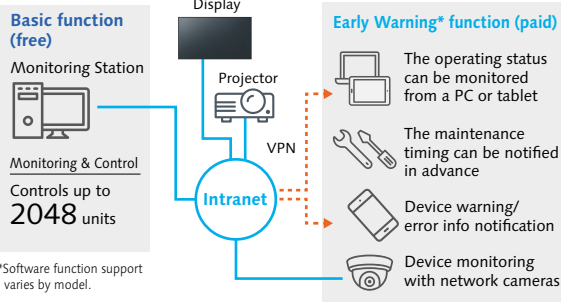 Display
Basic function
(free)
Monitoring Station
Monitoring & Control
Controls up to
2048 units
*Software function support
varies by model.
Projector
VPN
Intranet
Early Warning* function (paid)
The operating status
can be monitored
from a PC or tablet
The maintenance
timing can be notified
in advance
Device warning/
error info notification
Device monitoring
with network cameras